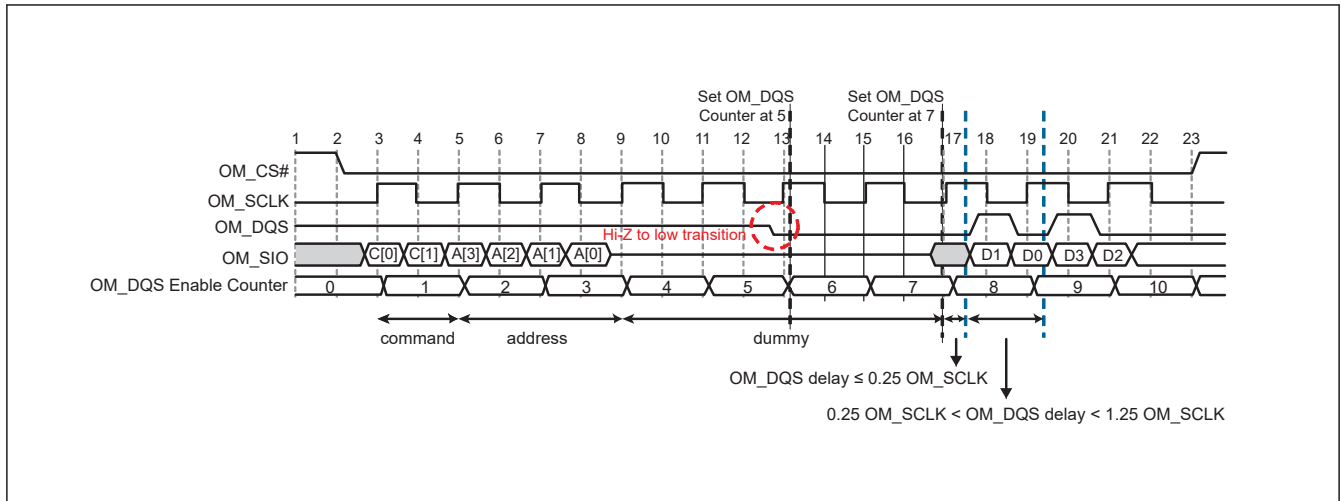 Set OM_DQS
Counter at 5
Set OM_DQS
Counter at 7
1 2 3 4 5 6 7 8 9 10 11 12 13 14 15 16 17 18 19 20 21 22 23
OM_CS#
OM_SCLK
OM_DQS
Hi-Z to low transition
OM_SIO
C[0] C[1] A[3] A[2] A[1] A[0] D1 D0 D3 D2
OM_DQS Enable Counter
0 1 2 3 4 5 6 7 8 9 10
command address dummy
OM_DQS delay ≤ 0.25 OM_SCLK
0.25 OM_SCLK < OM_DQS delay < 1.25 OM_SCLK